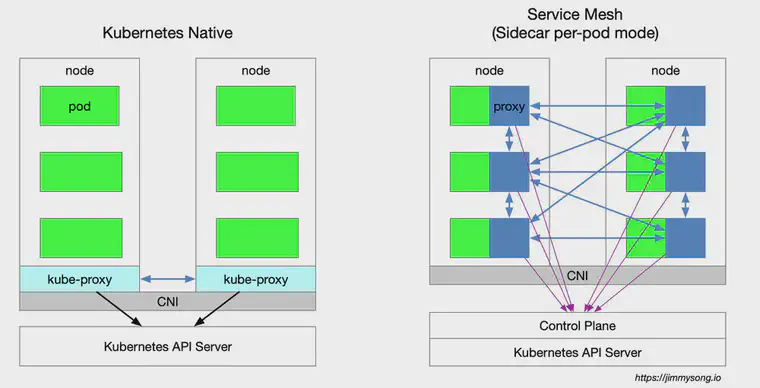 Kubernetes Native
node
node
pod
kube-proxy
kube-proxy
CNI
Kubernetes API Server
Service Mesh
(Sidecar per-pod mode)
node
node
proxy
CNI
Control Plane
Kubernetes API Server
https://jimmysong.io